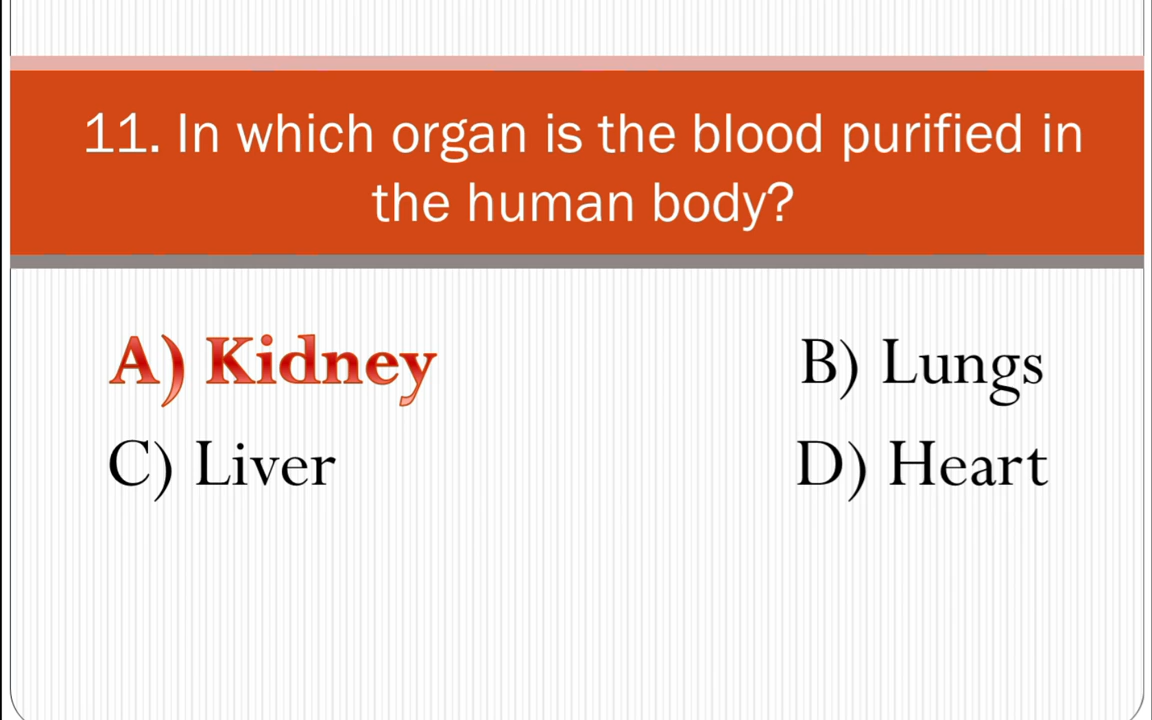 11. In which organ is the blood purified in
the human body?
A) Kidney B) Lungs
C) Liver D) Heart